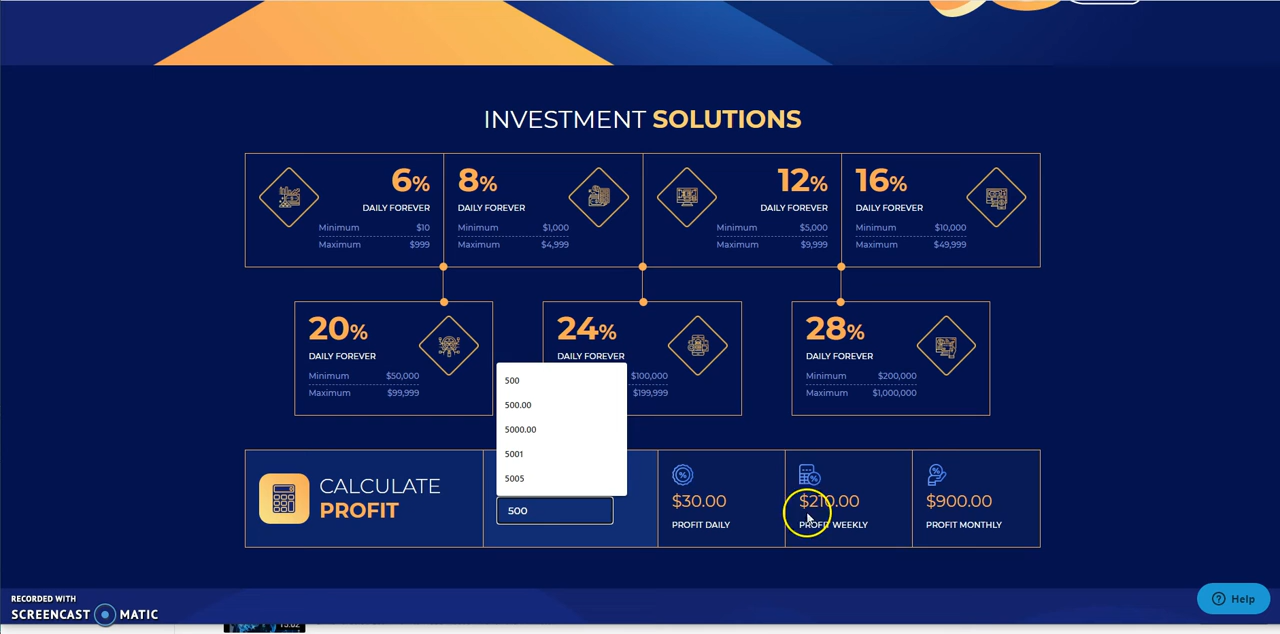 INVESTMENT SOLUTIONS
6%
DAILY FOREVER
Minimum $10
Maximum $999
8%
DAILY FOREVER
Minimum $1,000
Maximum $4,999
12%
DAILY FOREVER
Minimum $5,000
Maximum $9,999
16%
DAILY FOREVER
Minimum $10,000
Maximum $49,999
20%
DAILY FOREVER
Minimum $50,000
Maximum $99,999
24%
DAILY FOREVER
$100,000
$199,999
28%
DAILY FOREVER
Minimum $200,000
Maximum $1,000,000
500
500.00
5000.00
5001
5005
CALCULATE
PROFIT
500
$30.00
PROFIT DAILY
$210.00
PROFIT WEEKLY
$900.00
PROFIT MONTHLY
RECORDED WITH
SCREENCAST MATIC
Help